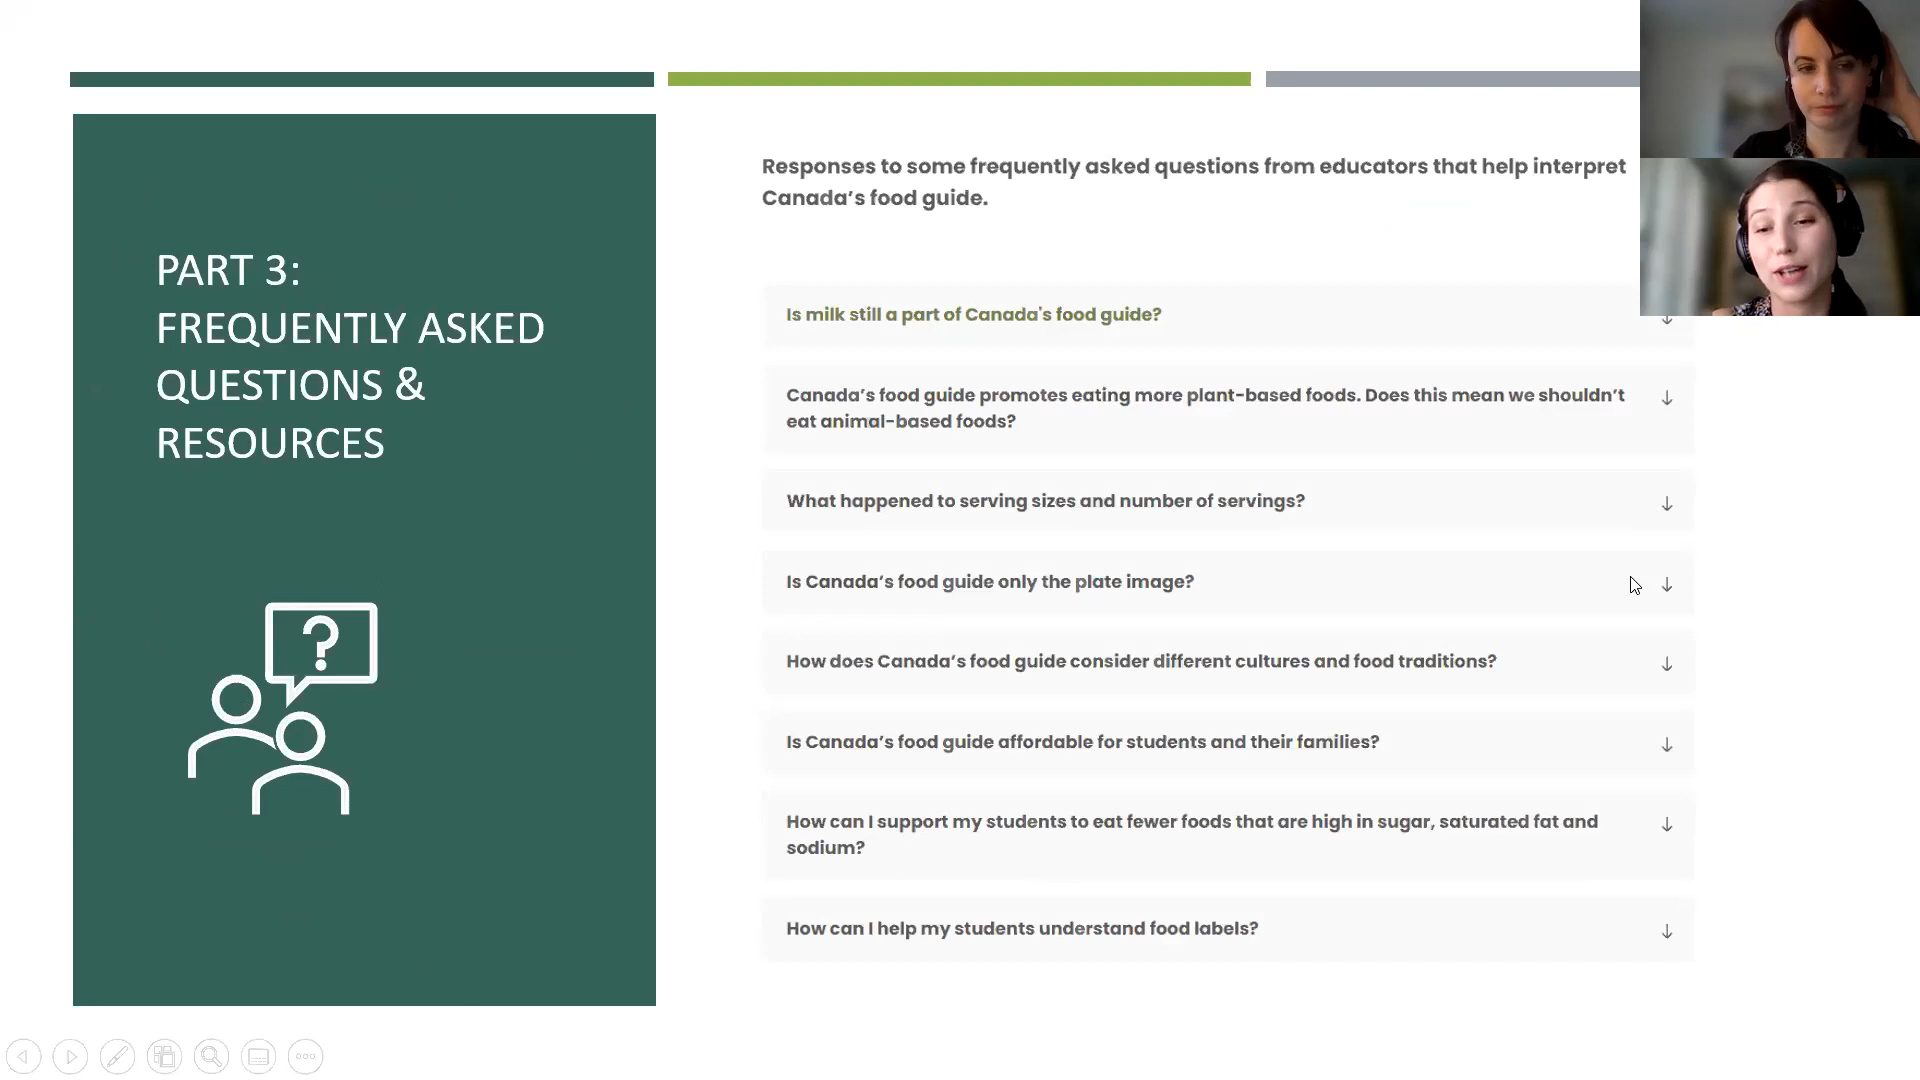 PART 3:
FREQUENTLY ASKED
QUESTIONS &
RESOURCES
?
Responses to some frequently asked questions from educators that help interpret
Canada's food guide.
Is milk still a part of Canada's food guide?
Canada's food guide promotes eating more plant-based foods. Does this mean we shouldn't
eat animal-based foods?
What happened to serving sizes and number of servings?
Is Canada's food guide only the plate image?
How does Canada's food guide consider different cultures and food traditions?
Is Canada's food guide affordable for students and their families?
How can I support my students to eat fewer foods that are high in sugar, saturated fat and
sodium?
How can I help my students understand food labels?